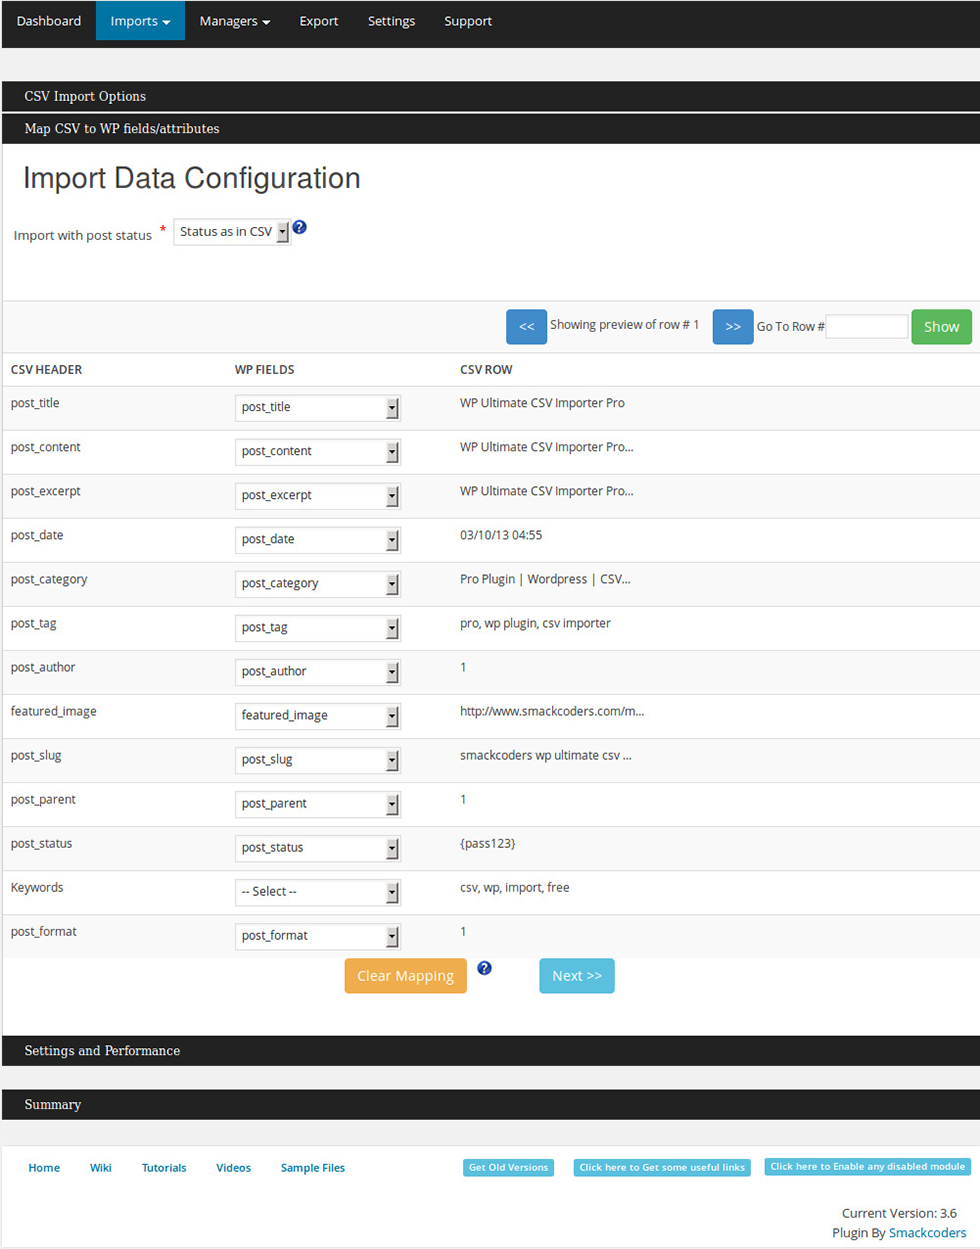 Dashboard Imports Managers Export Settings Support
CSV Import Options
Map CSV to WP fields/attributes
Import Data Configuration
Import with post status * Status as in CSV ?
<< Showing preview of row # 1 >> Go To Row # Show
CSV HEADER WP FIELDS CSV ROW
post_title post_title WP Ultimate CSV Importer Pro
post_content post_content WP Ultimate CSV Importer Pro...
post_excerpt post_excerpt WP Ultimate CSV Importer Pro...
post_date post_date 03/10/13 04:55
post_category post_category Pro Plugin | Wordpress | CSV...
post_tag post_tag pro, wp plugin, csv importer
post_author post_author 1
featured_image featured_image http://www.smackcoders.com/m...
post_slug post_slug smackcoders wp ultimate csv ...
post_parent post_parent 1
post_status post_status {pass123}
Keywords -- Select -- csv, wp, import, free
post_format post_format 1
Clear Mapping ? Next >>
Settings and Performance
Summary
Home Wiki Tutorials Videos Sample Files Get Old Versions Click here to Get some useful links Click here to Enable any disabled module
Current Version: 3.6
Plugin By Smackcoders